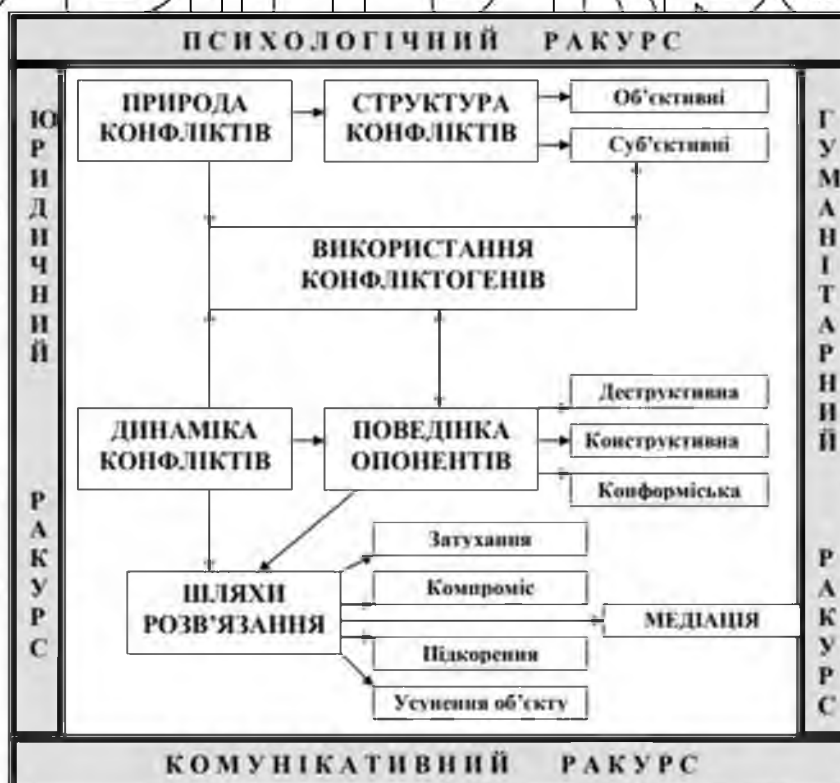 ПСИХОЛОГІЧНИЙ РАКУРС
ЮРИДИЧНИЙ РАКУРС
ПРИРОДА
КОНФЛІКТІВ
СТРУКТУРА
КОНФЛІКТІВ
Об'єктивні
Суб'єктивні
ВИКОРИСТАННЯ
КОНФЛІКТОГЕНІВ
ДИНАМІКА
КОНФЛІКТІВ
ПОВЕДІНКА
ОПОНЕНТІВ
Деструктивна
Конструктивна
Конформіська
ШЛЯХИ
РОЗВ'ЯЗАННЯ
Затухання
Компроміс
МЕДІАЦІЯ
Підкорення
Усунення об'єкту
ГУМАНІТАРНИЙ РАКУРС
КОМУНІКАТИВНИЙ РАКУРС